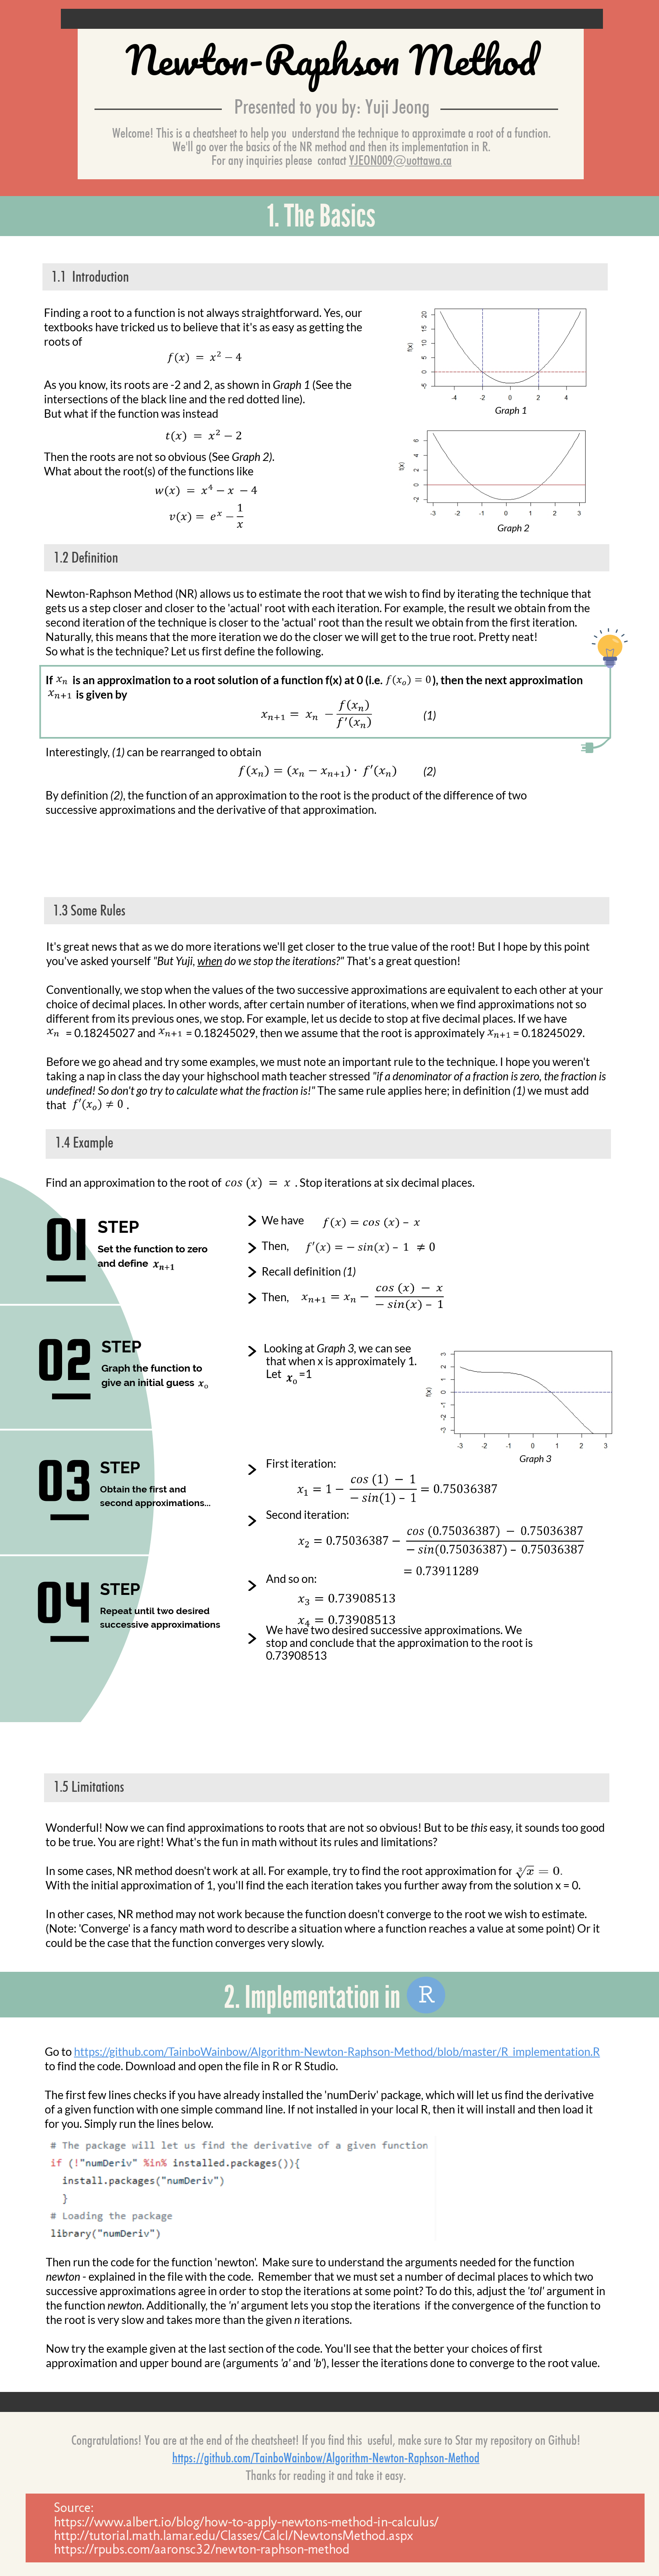 Newton-Raphson Method
Presented to you by: Yuji Jeong
Welcome! This is a cheatsheet to help you understand the technique to approximate a root of a function.
We'll go over the basics of the NR method and then its implementation in R.
For any inquiries please contact YJEON009@uottawa.ca
1. The Basics
1.1 Introduction
Finding a root to a function is not always straightforward. Yes, our
textbooks have tricked us to believe that it's as easy as getting the
roots of
f(x) = x² − 4
As you know, its roots are -2 and 2, as shown in Graph 1 (See the
intersections of the black line and the red dotted line).
But what if the function was instead
t(x) = x² − 2
Then the roots are not so obvious (See Graph 2).
What about the root(s) of the functions like
w(x) = x⁴ − x − 4
v(x) = eˣ − 1/x
f(x)
-5 0 5 10 15 20
-4 -2 0 2 4
Graph 1
f(x)
-2 0 2 4 6
-3 -2 -1 0 1 2 3
Graph 2
1.2 Definition
Newton-Raphson Method (NR) allows us to estimate the root that we wish to find by iterating the technique that
gets us a step closer and closer to the 'actual' root with each iteration. For example, the result we obtain from the
second iteration of the technique is closer to the 'actual' root than the result we obtain from the first iteration.
Naturally, this means that the more iteration we do the closer we will get to the true root. Pretty neat!
So what is the technique? Let us first define the following.
If xₙ is an approximation to a root solution of a function f(x) at 0 (i.e. f(x₀) = 0), then the next approximation
xₙ₊₁ is given by
xₙ₊₁ = xₙ − f(xₙ)/f'(xₙ) (1)
Interestingly, (1) can be rearranged to obtain
f(xₙ) = (xₙ − xₙ₊₁) · f'(xₙ) (2)
By definition (2), the function of an approximation to the root is the product of the difference of two
successive approximations and the derivative of that approximation.
1.3 Some Rules
It's great news that as we do more iterations we'll get closer to the true value of the root! But I hope by this point
you've asked yourself "But Yuji, when do we stop the iterations?" That's a great question!
Conventionally, we stop when the values of the two successive approximations are equivalent to each other at your
choice of decimal places. In other words, after certain number of iterations, when we find approximations not so
different from its previous ones, we stop. For example, let us decide to stop at five decimal places. If we have
xₙ = 0.18245027 and xₙ₊₁ = 0.18245029, then we assume that the root is approximately xₙ₊₁ = 0.18245029.
Before we go ahead and try some examples, we must note an important rule to the technique. I hope you weren't
taking a nap in class the day your highschool math teacher stressed "if a denominator of a fraction is zero, the fraction is
undefined! So don't go try to calculate what the fraction is!" The same rule applies here; in definition (1) we must add
that f'(x₀) ≠ 0 .
1.4 Example
Find an approximation to the root of cos (x) = x . Stop iterations at six decimal places.
01 STEP
Set the function to zero
and define xₙ₊₁
We have f(x) = cos (x) − x
Then, f'(x) = − sin(x) − 1 ≠ 0
Recall definition (1)
Then, xₙ₊₁ = xₙ − (cos (x) − x)/(− sin(x) − 1)
02 STEP
Graph the function to
give an initial guess x₀
Looking at Graph 3, we can see
that when x is approximately 1.
Let x₀ =1
f(x)
-3 -2 -1 0 1 2 3
-3 -2 -1 0 1 2 3
Graph 3
03 STEP
Obtain the first and
second approximations...
First iteration:
x₁ = 1 − (cos (1) − 1)/(− sin(1) − 1) = 0.75036387
Second iteration:
x₂ = 0.75036387 − (cos (0.75036387) − 0.75036387)/(− sin(0.75036387) − 0.75036387)
= 0.73911289
04 STEP
Repeat until two desired
successive approximations
And so on:
x₃ = 0.73908513
x₄ = 0.73908513
We have two desired successive approximations. We
stop and conclude that the approximation to the root is
0.73908513
1.5 Limitations
Wonderful! Now we can find approximations to roots that are not so obvious! But to be this easy, it sounds too good
to be true. You are right! What's the fun in math without its rules and limitations?
In some cases, NR method doesn't work at all. For example, try to find the root approximation for ∛x = 0.
With the initial approximation of 1, you'll find the each iteration takes you further away from the solution x = 0.
In other cases, NR method may not work because the function doesn't converge to the root we wish to estimate.
(Note: 'Converge' is a fancy math word to describe a situation where a function reaches a value at some point) Or it
could be the case that the function converges very slowly.
2. Implementation in R
Go to https://github.com/TainboWainbow/Algorithm-Newton-Raphson-Method/blob/master/R_implementation.R
to find the code. Download and open the file in R or R Studio.
The first few lines checks if you have already installed the 'numDeriv' package, which will let us find the derivative
of a given function with one simple command line. If not installed in your local R, then it will install and then load it
for you. Simply run the lines below.
# The package will let us find the derivative of a given function
if (!"numDeriv" %in% installed.packages()){
install.packages("numDeriv")
}
# Loading the package
library("numDeriv")
Then run the code for the function 'newton'. Make sure to understand the arguments needed for the function
newton - explained in the file with the code. Remember that we must set a number of decimal places to which two
successive approximations agree in order to stop the iterations at some point? To do this, adjust the 'tol' argument in
the function newton. Additionally, the 'n' argument lets you stop the iterations if the convergence of the function to
the root is very slow and takes more than the given n iterations.
Now try the example given at the last section of the code. You'll see that the better your choices of first
approximation and upper bound are (arguments 'a' and 'b'), lesser the iterations done to converge to the root value.
Congratulations! You are at the end of the cheatsheet! If you find this useful, make sure to Star my repository on Github!
https://github.com/TainboWainbow/Algorithm-Newton-Raphson-Method
Thanks for reading it and take it easy.
Source:
https://www.albert.io/blog/how-to-apply-newtons-method-in-calculus/
http://tutorial.math.lamar.edu/Classes/CalcI/NewtonsMethod.aspx
https://rpubs.com/aaronsc32/newton-raphson-method